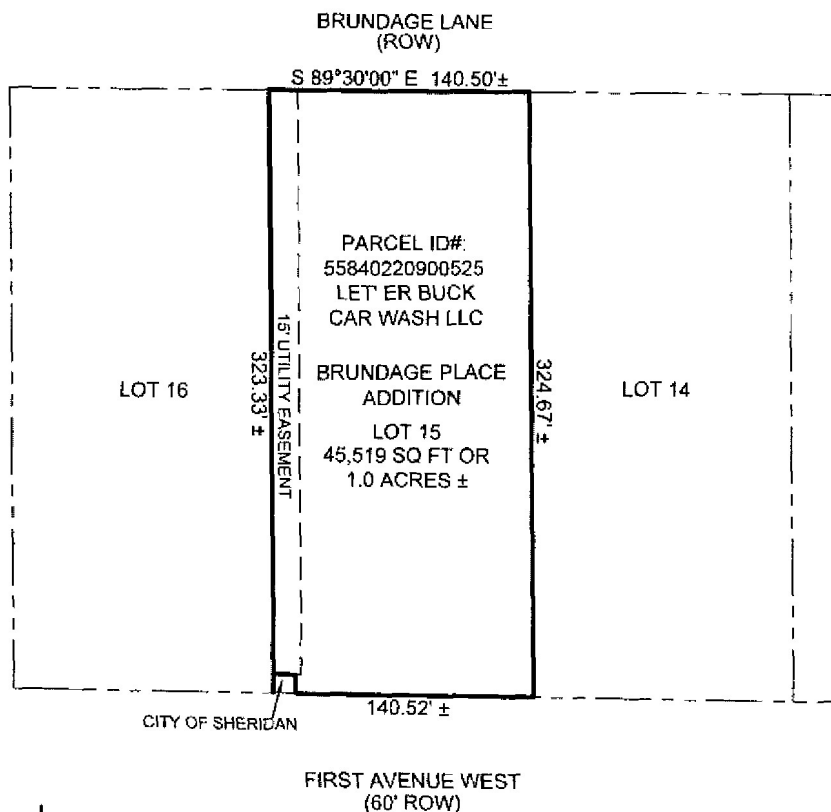 BRUNDAGE LANE
(ROW)
S 89°30'00" E 140.50'±
PARCEL ID#:
55840220900525
LET' ER BUCK
CAR WASH LLC
BRUNDAGE PLACE
ADDITION
LOT 15
45,519 SQ FT OR
1.0 ACRES ±
LOT 16
323.33' ±
15' UTILITY EASEMENT
324.67' ±
LOT 14
140.52' ±
CITY OF SHERIDAN
FIRST AVENUE WEST
(60' ROW)